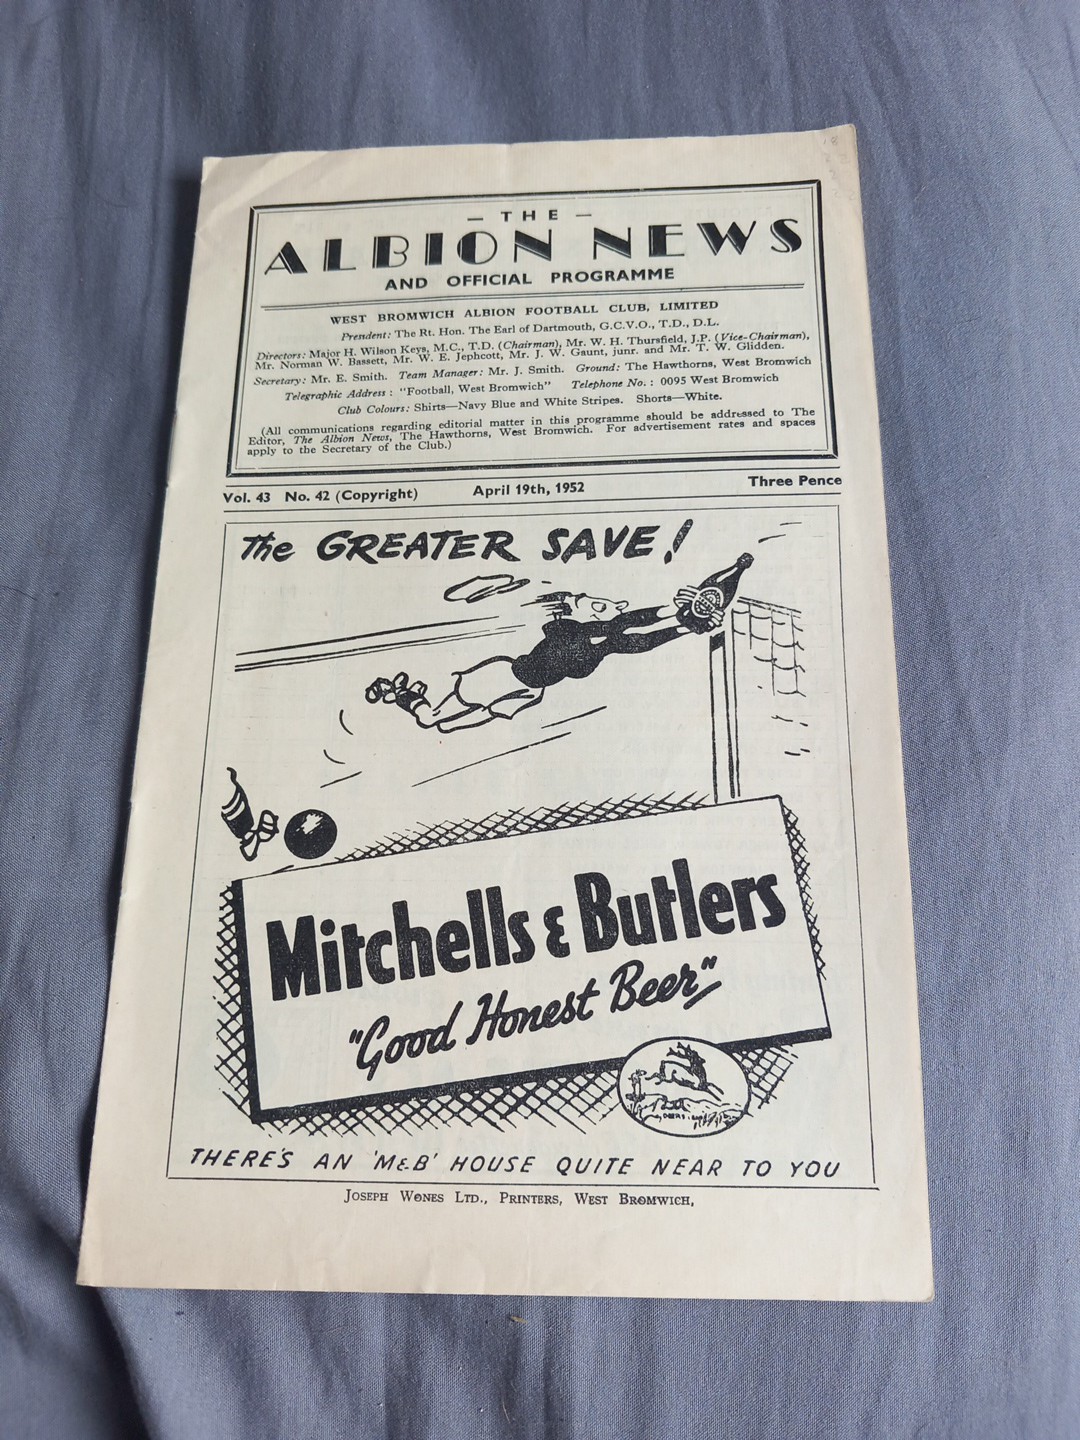 — THE —
ALBION NEWS
AND OFFICIAL PROGRAMME
WEST BROMWICH ALBION FOOTBALL CLUB, LIMITED
President: The Rt. Hon. The Earl of Dartmouth, G.C.V.O., T.D., D.L.
Directors: Major H. Wilson Keys, M.C., T.D. (Chairman), Mr. W. H. Thursfield, J.P. (Vice-Chairman),
Mr. Norman W. Bassett, Mr. W. E. Jephcott, Mr. J. W. Gaunt, junr. and Mr. T. W. Glidden.
Secretary: Mr. E. Smith. Team Manager: Mr. J. Smith. Ground: The Hawthorns, West Bromwich
Telegraphic Address: "Football, West Bromwich" Telephone No.: 0095 West Bromwich
Club Colours: Shirts—Navy Blue and White Stripes. Shorts—White.
(All communications regarding editorial matter in this programme should be addressed to The
Editor, The Albion News, The Hawthorns, West Bromwich. For advertisement rates and spaces
apply to the Secretary of the Club.)
Vol. 43 No. 42 (Copyright) April 19th, 1952 Three Pence
The GREATER SAVE!
Mitchells & Butlers
"Good Honest Beer"
THERE'S AN 'M&B' HOUSE QUITE NEAR TO YOU
JOSEPH WONES LTD., PRINTERS, WEST BROMWICH,